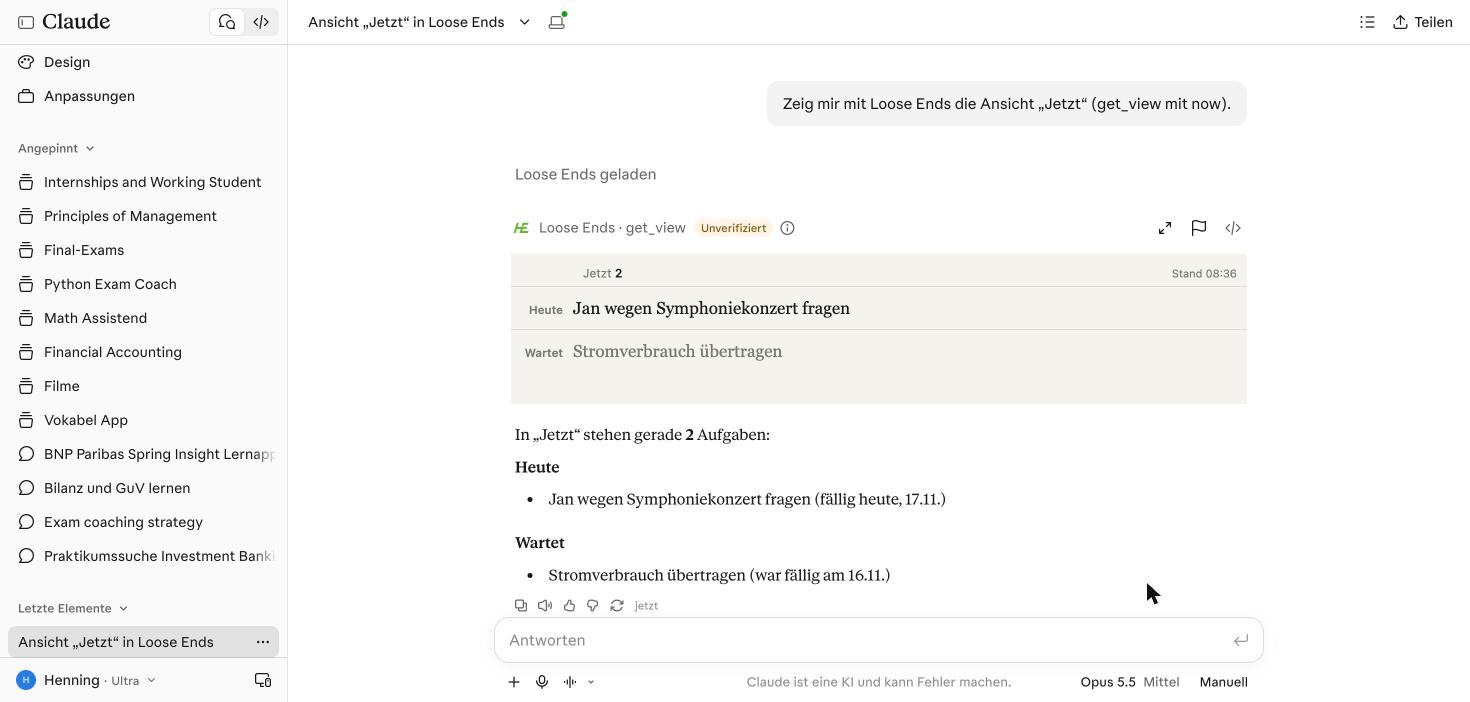 Claude
Ansicht „Jetzt“ in Loose Ends
Teilen
Design
Anpassungen
Angepinnt
Internships and Working Student
Principles of Management
Final-Exams
Python Exam Coach
Math Assistend
Financial Accounting
Filme
Vokabel App
BNP Paribas Spring Insight Lernapp
Bilanz und GuV lernen
Exam coaching strategy
Praktikumssuche Investment Banki
Letzte Elemente
Ansicht „Jetzt“ in Loose Ends
H Henning · Ultra
Zeig mir mit Loose Ends die Ansicht „Jetzt“ (get_view mit now).
Loose Ends geladen
HE Loose Ends · get_view Unverifiziert
Jetzt 2 Stand 08:36
Heute Jan wegen Symphoniekonzert fragen
Wartet Stromverbrauch übertragen
In „Jetzt“ stehen gerade 2 Aufgaben:
Heute
• Jan wegen Symphoniekonzert fragen (fällig heute, 17.11.)
Wartet
• Stromverbrauch übertragen (war fällig am 16.11.)
jetzt
Antworten
Claude ist eine KI und kann Fehler machen. Opus 5.5 Mittel Manuell